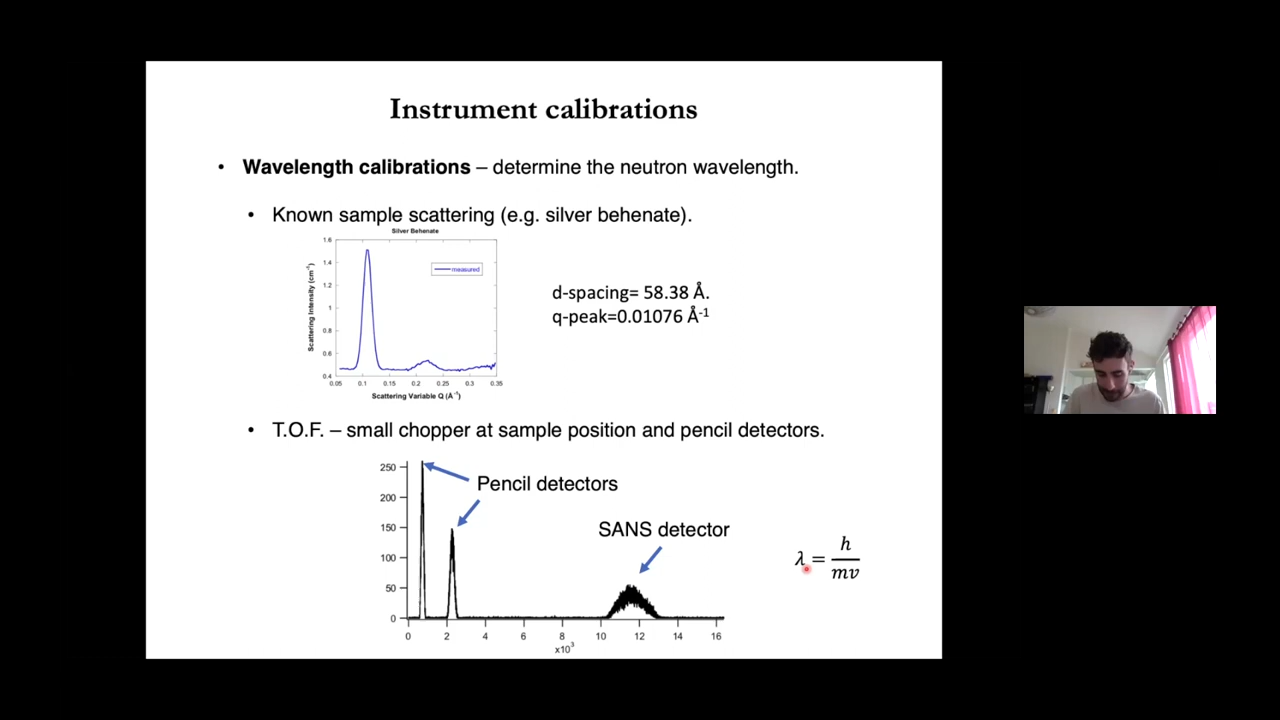 Instrument calibrations
• Wavelength calibrations – determine the neutron wavelength.
• Known sample scattering (e.g. silver behenate).
Silver Behenate
1.6
1.4
1.2
1
0.8
0.6
0.4
Scattering Intensity (cm-1)
measured
0.05 0.1 0.15 0.2 0.25 0.3 0.35
Scattering Variable Q (Å-1)
d-spacing= 58.38 Å.
q-peak=0.01076 Å-1
• T.O.F. – small chopper at sample position and pencil detectors.
250
200
150
100
50
0
Pencil detectors
SANS detector
0 2 4 6 8 10 12 14 16
x10³
λ = h/mv